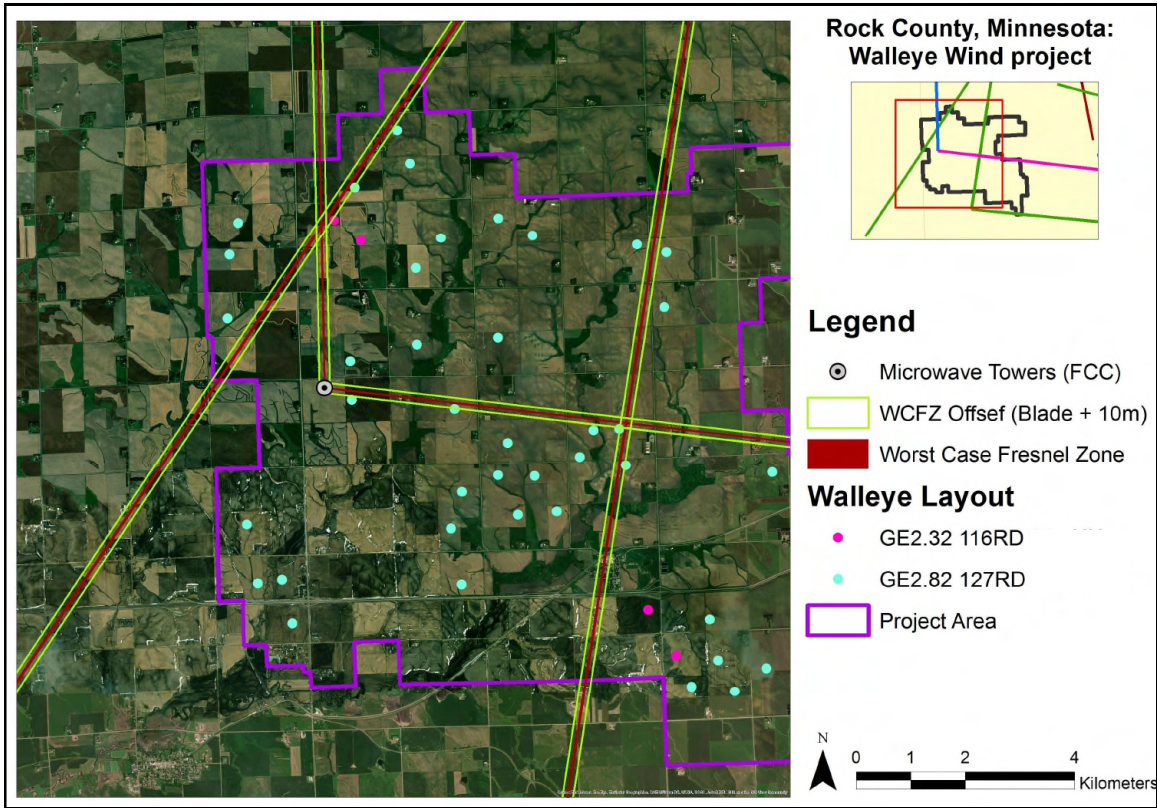 Rock County, Minnesota:
Walleye Wind project
Legend
Microwave Towers (FCC)
WCFZ Offsef (Blade + 10m)
Worst Case Fresnel Zone
Walleye Layout
GE2.32 116RD
GE2.82 127RD
Project Area
N
0 1 2 4
Kilometers